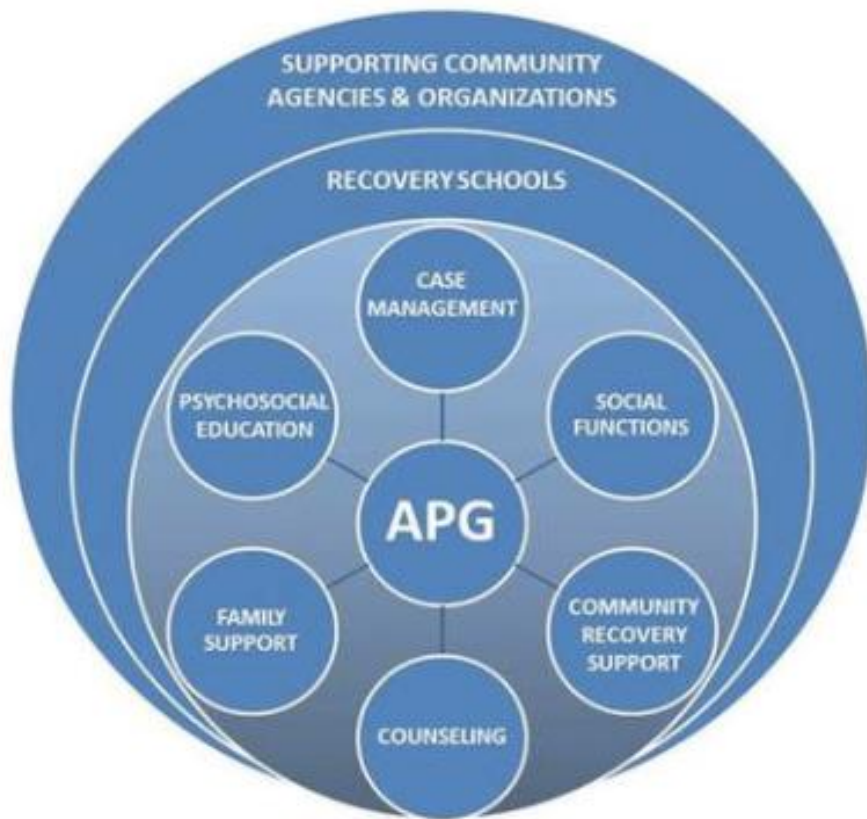 SUPPORTING COMMUNITY
AGENCIES & ORGANIZATIONS
RECOVERY SCHOOLS
CASE
MANAGEMENT
PSYCHOSOCIAL
EDUCATION
SOCIAL
FUNCTIONS
APG
FAMILY
SUPPORT
COMMUNITY
RECOVERY
SUPPORT
COUNSELING